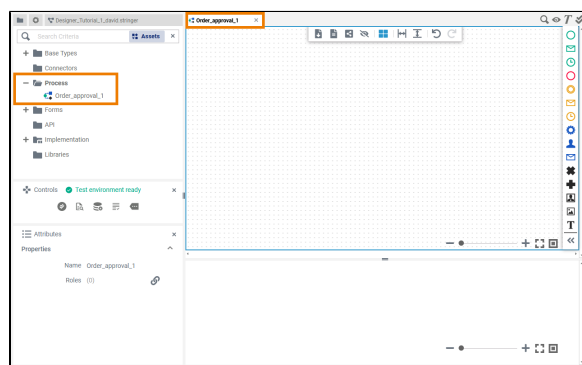 Designer_Tutorial_1_david.stringer
Order_approval_1
Search Criteria
Assets
Base Types
Connectors
Process
Order_approval_1
Forms
API
Implementation
Libraries
Controls
Test environment ready
Attributes
Properties
Name Order_approval_1
Roles (0)
T
T